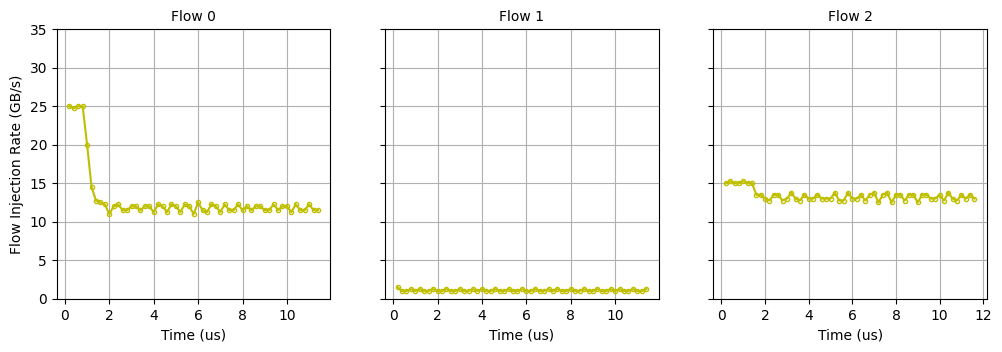 Flow 0
Flow 1
Flow 2
Flow Injection Rate (GB/s)
35
30
25
20
15
10
5
0
0 2 4 6 8 10
0 2 4 6 8 10
0 2 4 6 8 10 12
Time (us)
Time (us)
Time (us)